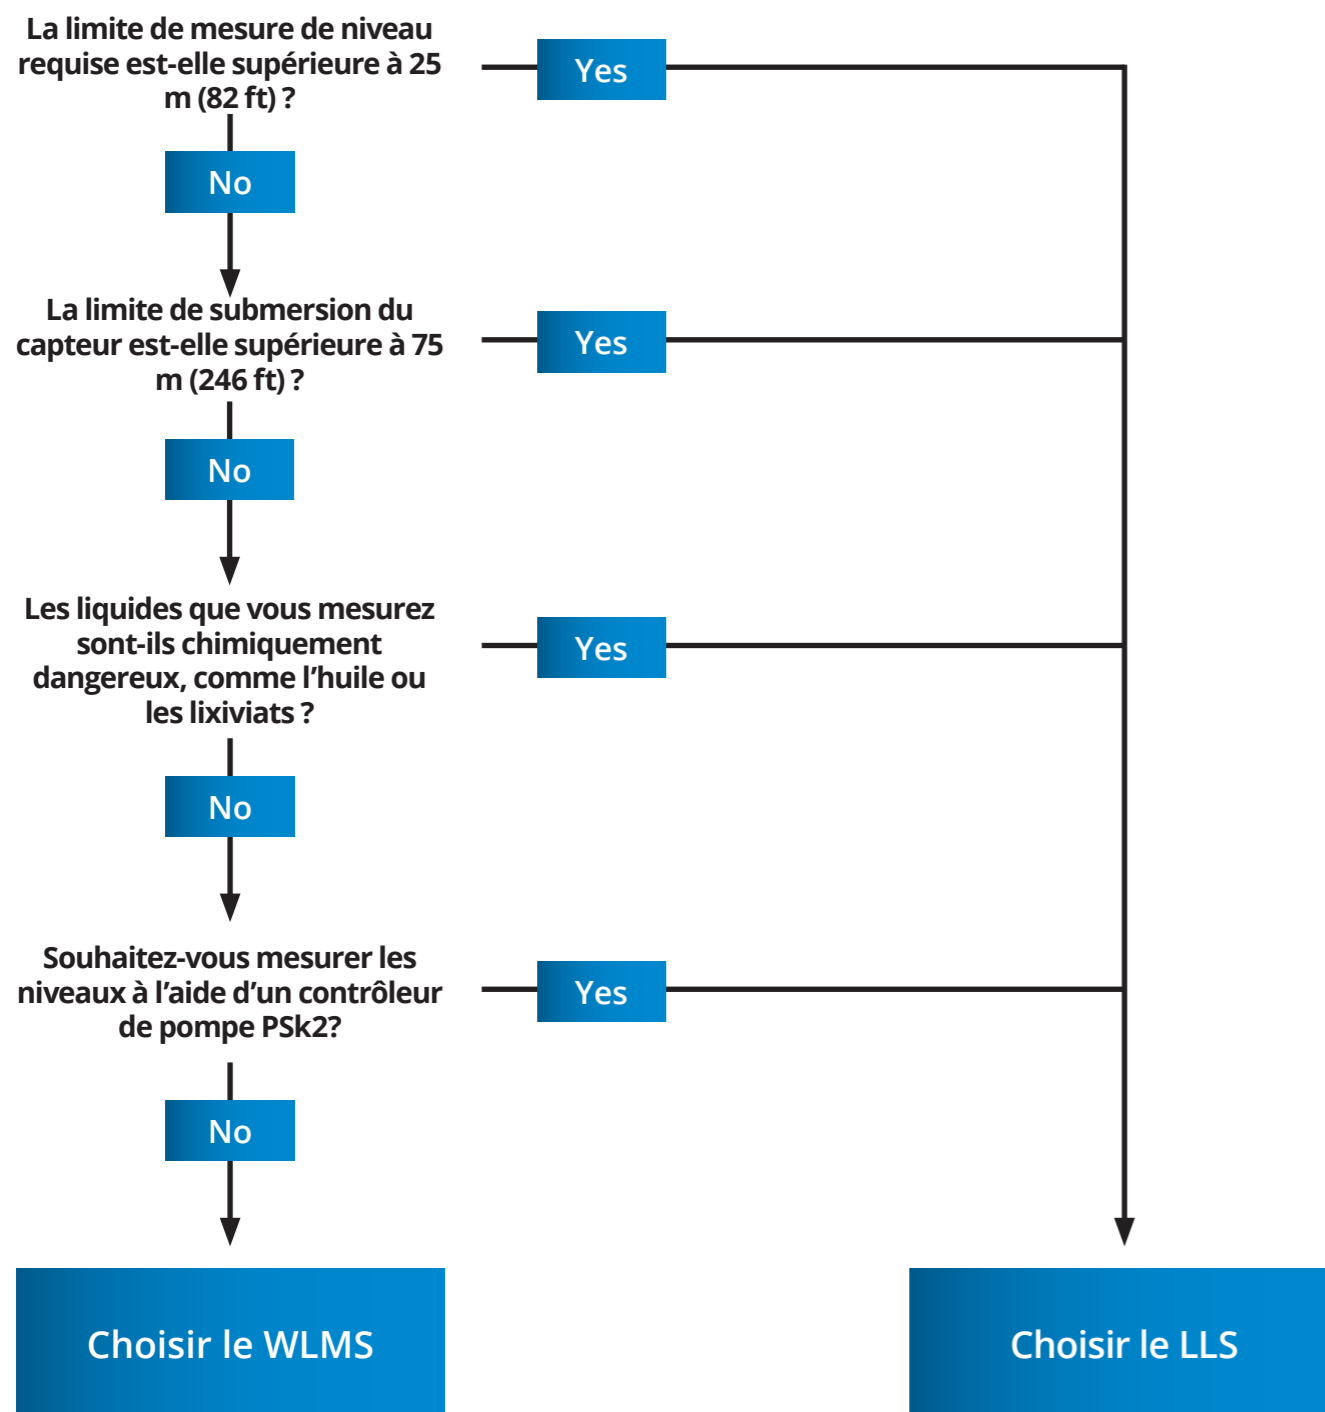 La limite de mesure de niveau
requise est-elle supérieure à 25
m (82 ft) ?
Yes
No
La limite de submersion du
capteur est-elle supérieure à 75
m (246 ft) ?
Yes
No
Les liquides que vous mesurez
sont-ils chimiquement
dangereux, comme l’huile ou
les lixiviats ?
Yes
No
Souhaitez-vous mesurer les
niveaux à l’aide d’un contrôleur
de pompe PSk2?
Yes
No
Choisir le WLMS
Choisir le LLS